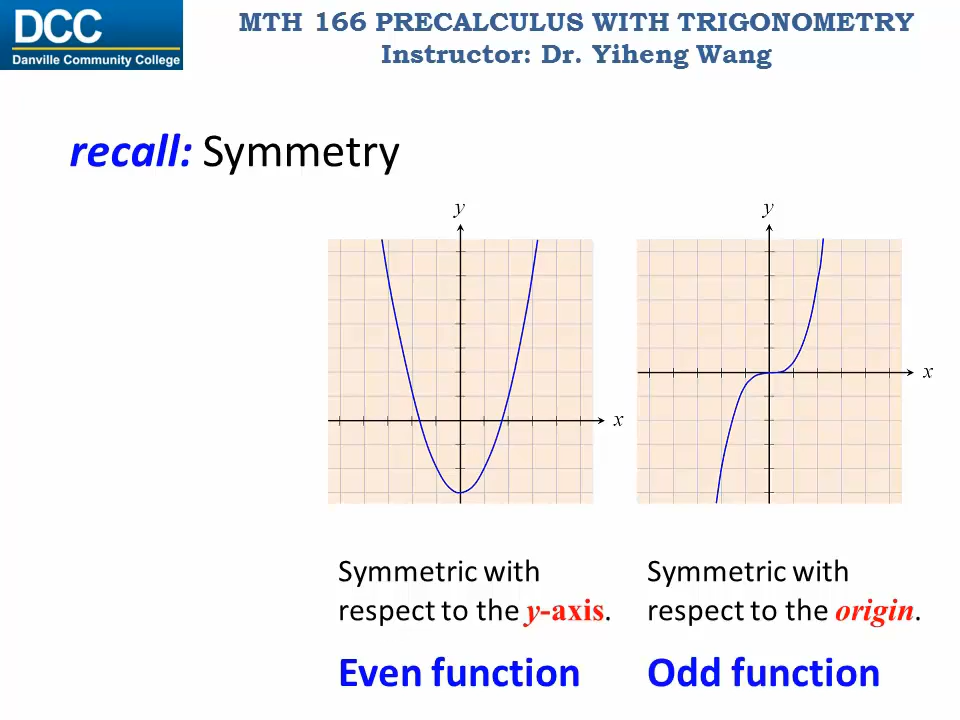 DCC
Danville Community College
MTH 166 PRECALCULUS WITH TRIGONOMETRY
Instructor: Dr. Yiheng Wang
recall: Symmetry
y
x
y
x
Symmetric with
respect to the y-axis.
Even function
Symmetric with
respect to the origin.
Odd function